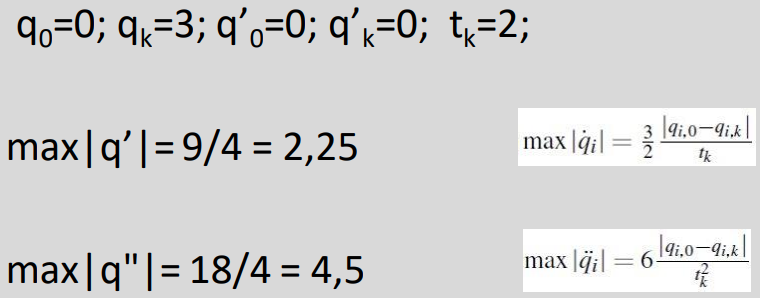 q₀=0; qₖ=3; q’₀=0; q’ₖ=0; tₖ=2;
max|q’|= 9/4 = 2,25
max |q̇ᵢ| = 3/2 |qᵢ,₀−qᵢ,ₖ|/tₖ
max|q"|= 18/4 = 4,5
max |q̈ᵢ| = 6 |qᵢ,₀−qᵢ,ₖ|/tₖ²